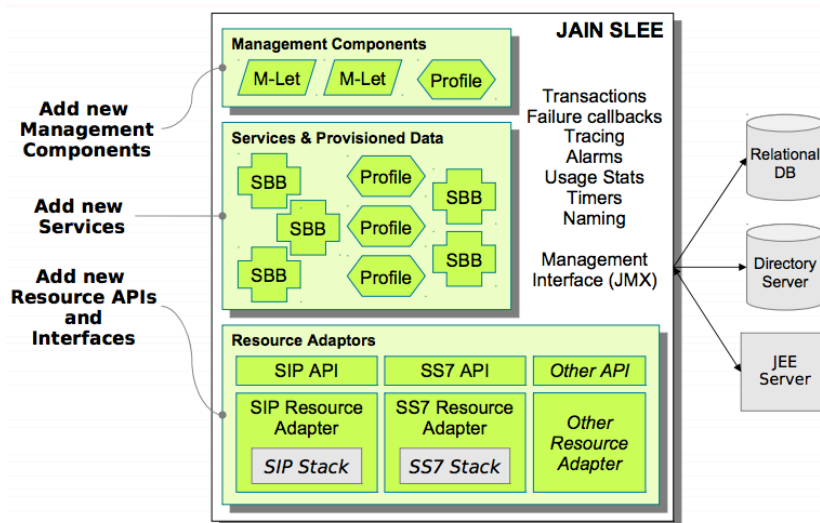 JAIN SLEE
Management Components
M-Let
M-Let
Profile
Add new
Management
Components
Services & Provisioned Data
SBB
SBB
SBB
Profile
Profile
Profile
SBB
SBB
Add new
Services
Add new
Resource APIs
and
Interfaces
Resource Adaptors
SIP API
SS7 API
Other API
SIP Resource
Adapter
SIP Stack
SS7 Resource
Adapter
SS7 Stack
Other
Resource
Adapter
Transactions
Failure callbacks
Tracing
Alarms
Usage Stats
Timers
Naming
Management
Interface (JMX)
Relational
DB
Directory
Server
JEE
Server